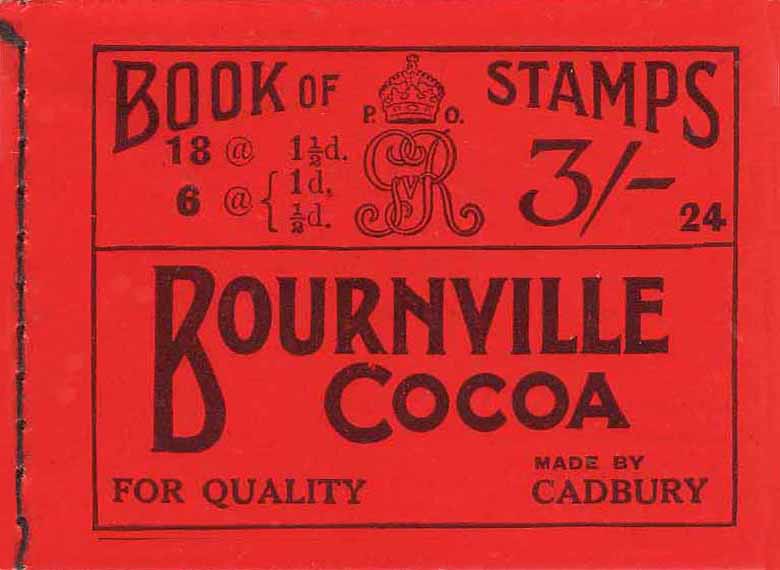 BOOK OF P. O. STAMPS
18 @ 1½d.
6 @ { 1d,
½d.
GvR
3/-
24
BOURNVILLE
COCOA
FOR QUALITY
MADE BY
CADBURY